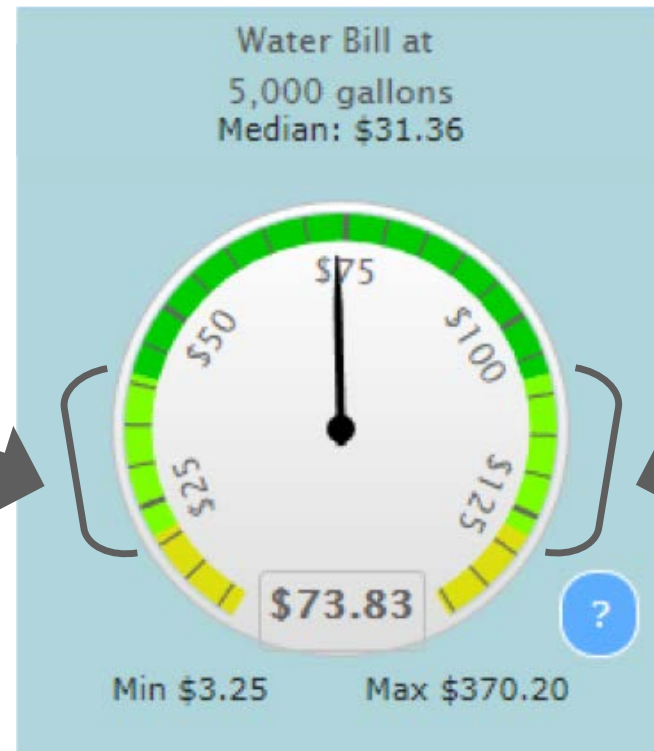 Water Bill at
5,000 gallons
Median: $31.36
$75
$50
$100
$25
$125
$73.83
?
Min $3.25
Max $370.20